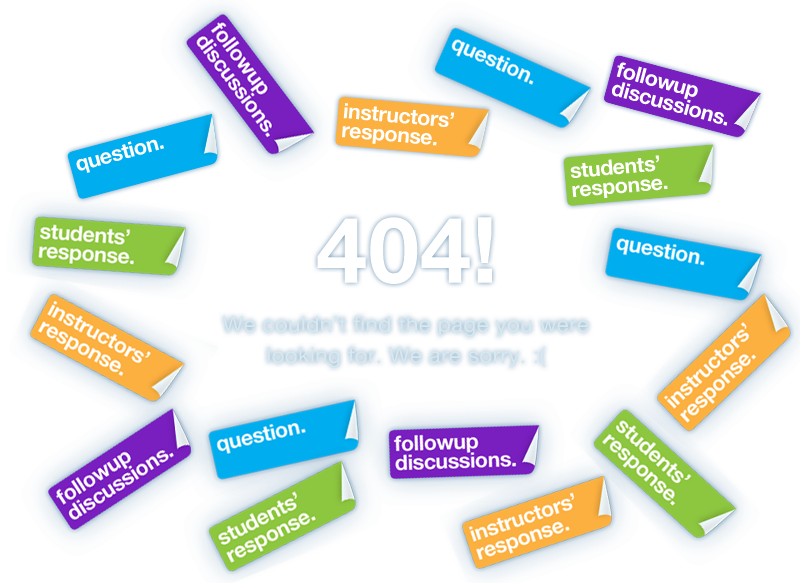 followup
discussions.
question.
followup
discussions.
instructors'
response.
question.
students'
response.
students'
response.
404!
question.
We couldn't find the page you were
looking for. We are sorry. :(
instructors'
response.
instructors'
response.
question.
followup
discussions.
students'
response.
followup
discussions.
students'
response.
instructors'
response.